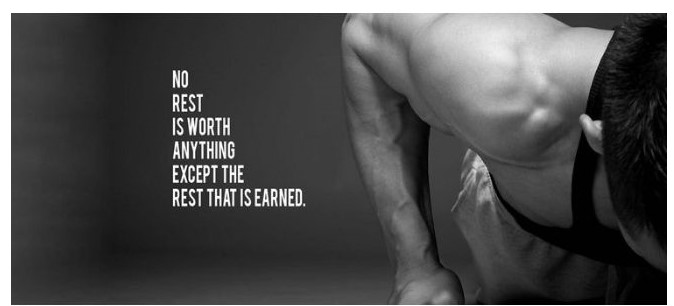 NO
REST
IS WORTH
ANYTHING
EXCEPT THE
REST THAT IS EARNED.